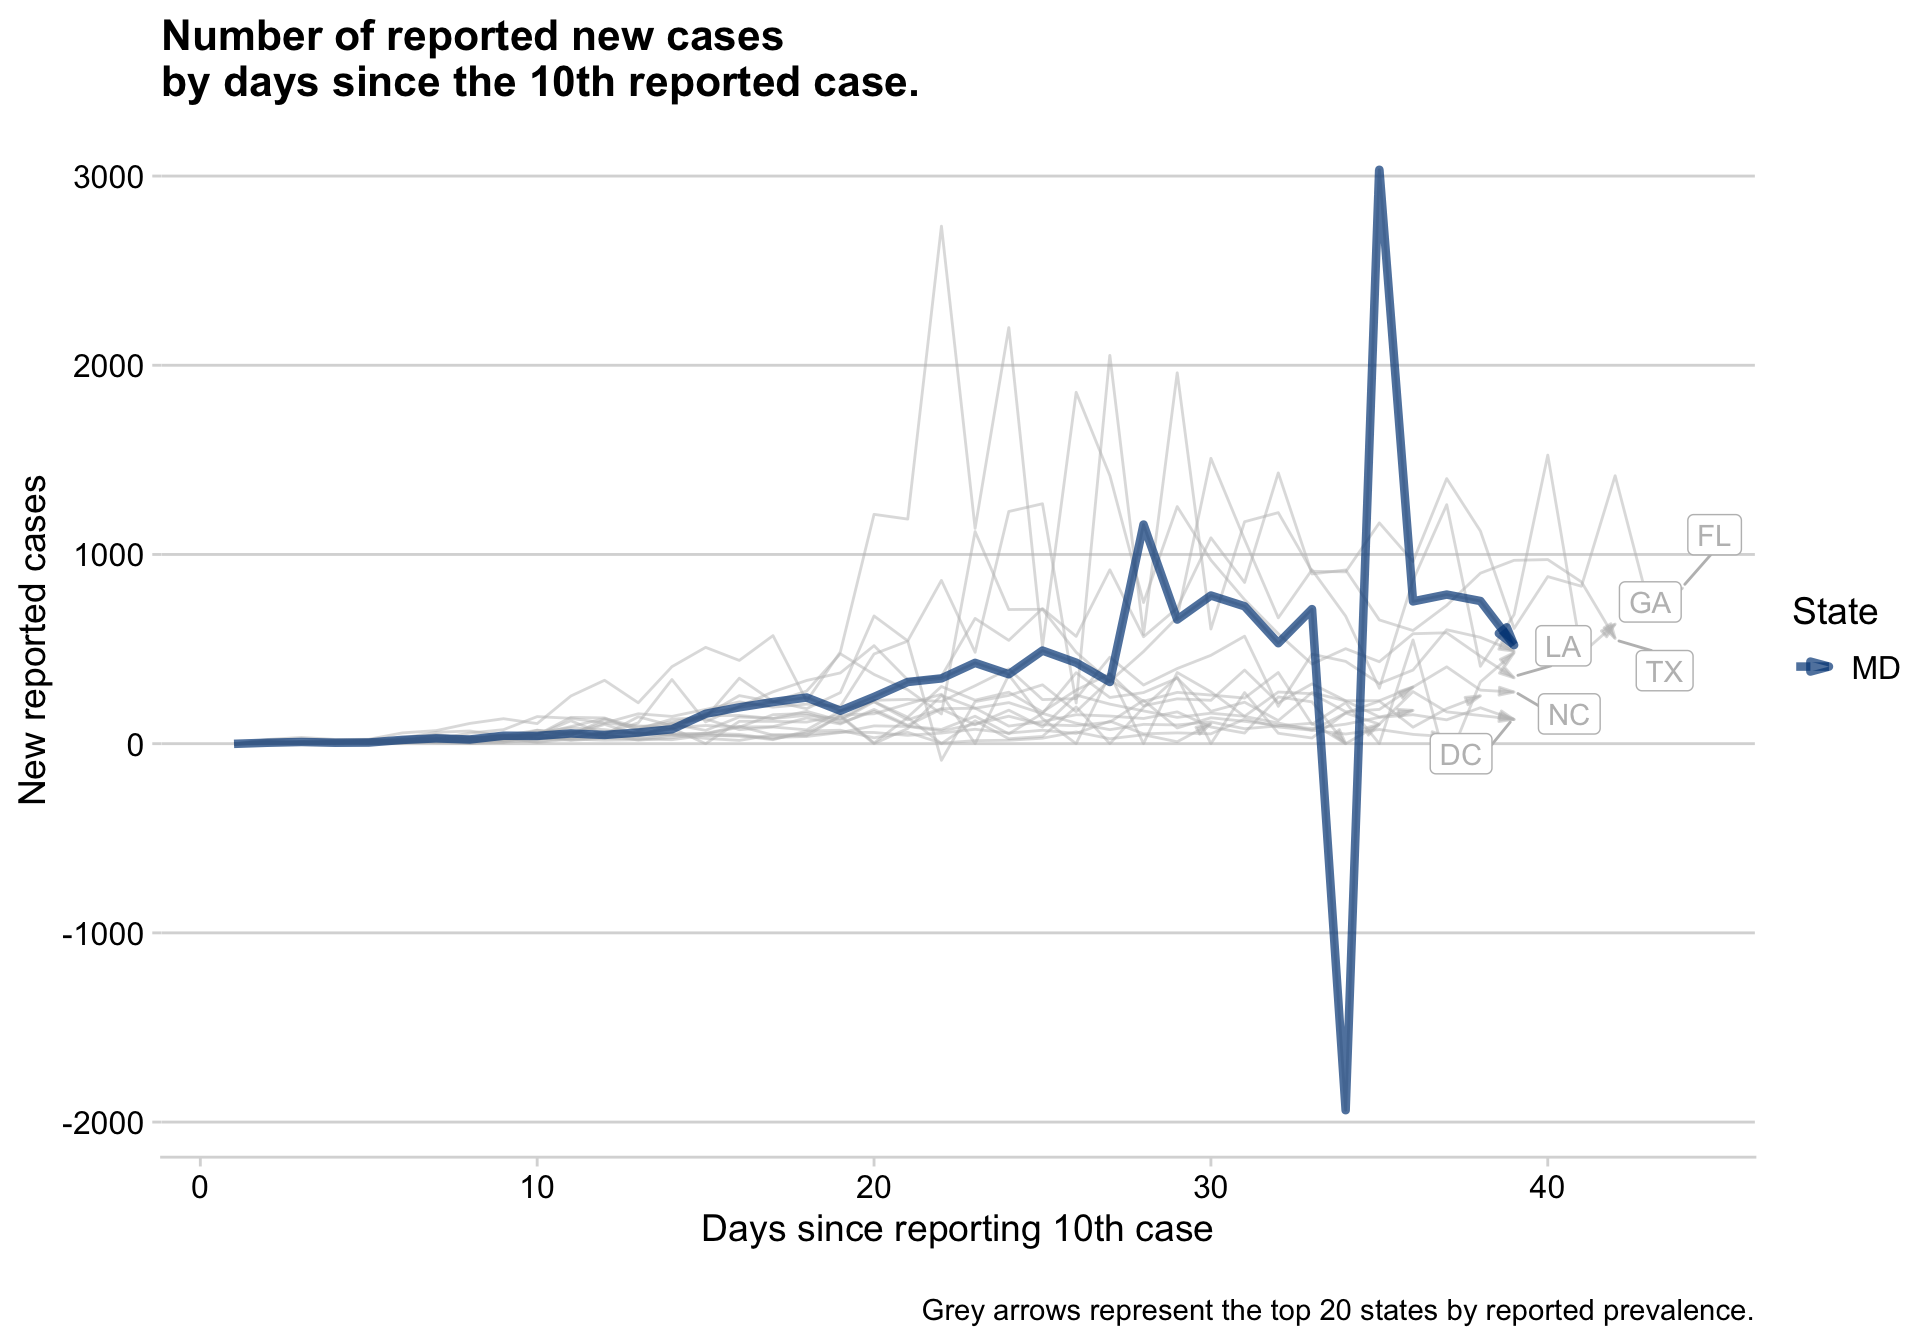 Number of reported new cases
by days since the 10th reported case.
New reported cases
3000
2000
1000
0
-1000
-2000
FL
GA
LA
TX
NC
DC
State
MD
0 10 20 30 40
Days since reporting 10th case
Grey arrows represent the top 20 states by reported prevalence.